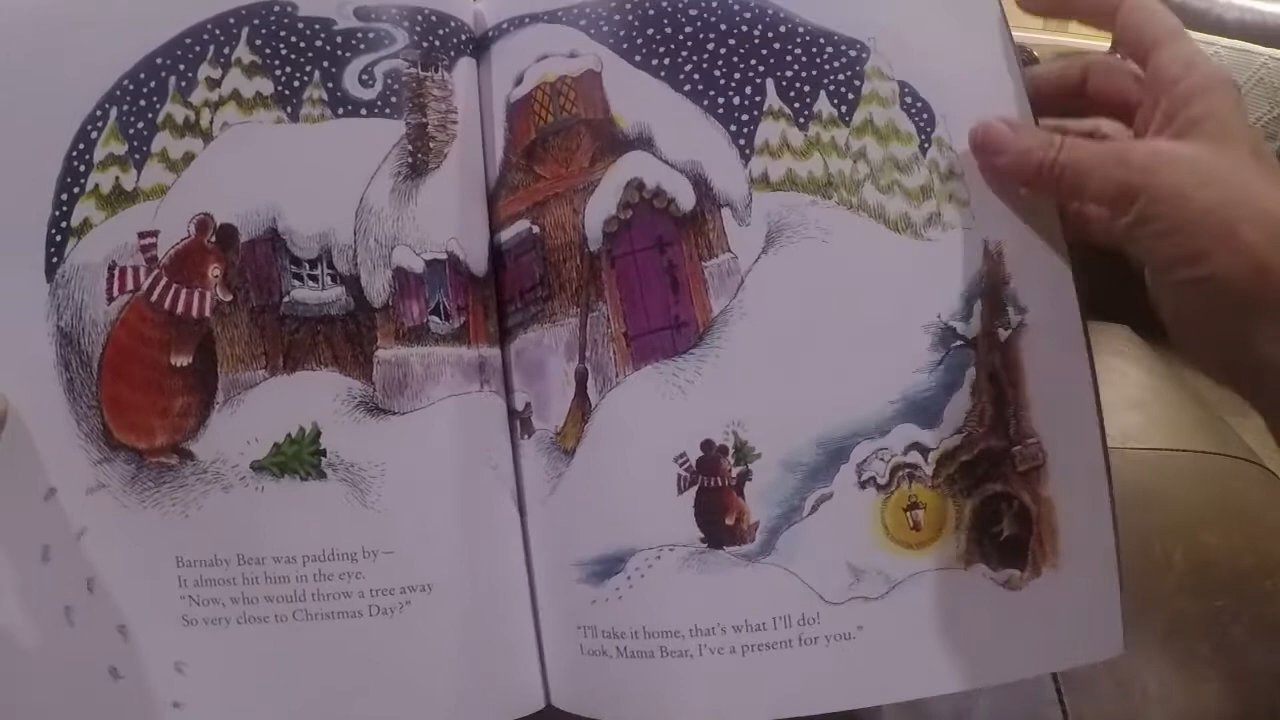 Barnaby Bear was padding by—
It almost hit him in the eye.
"Now, who would throw a tree away
So very close to Christmas Day?"
"I'll take it home, that's what I'll do!
Look, Mama Bear, I've a present for you."